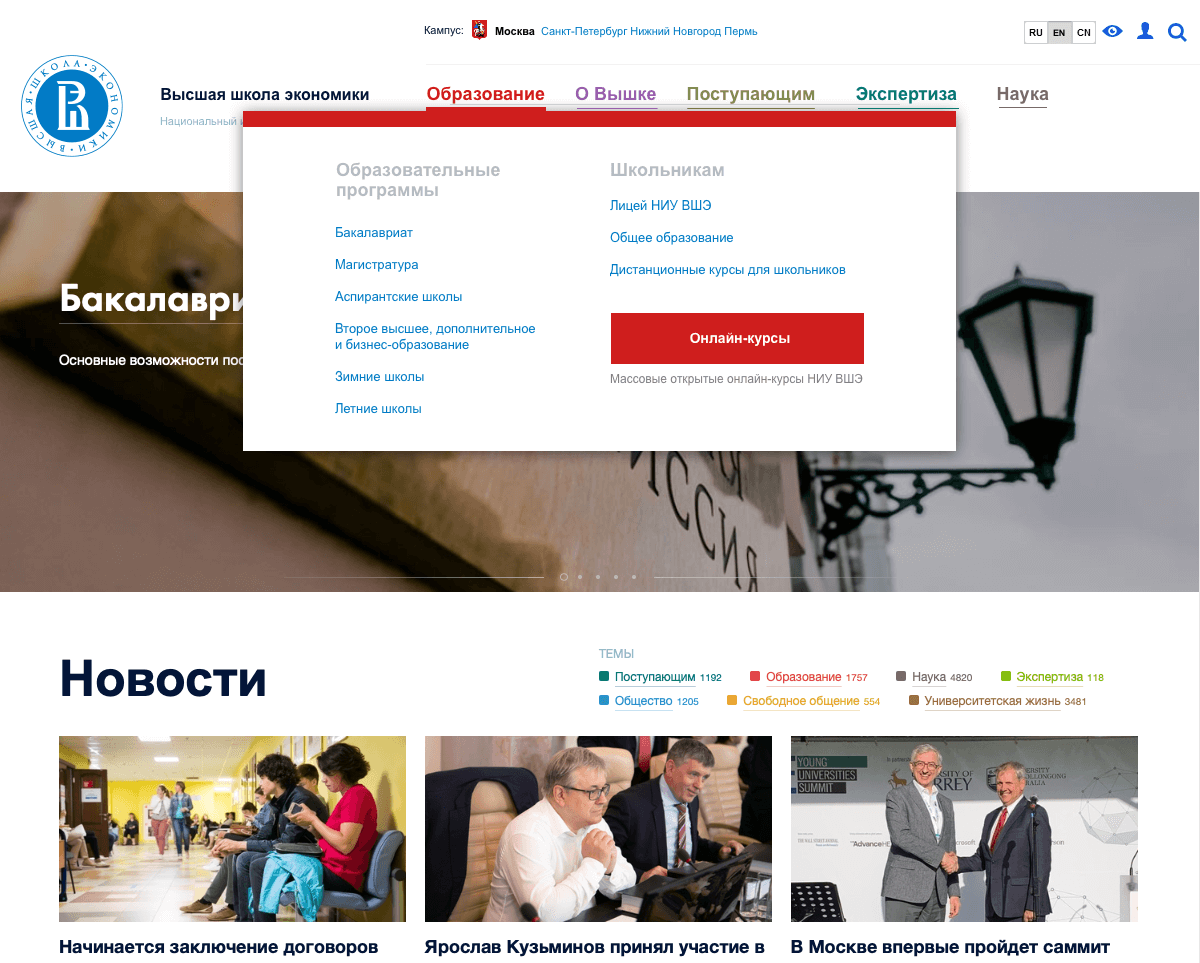 Кампус: Москва Санкт-Петербург Нижний Новгород Пермь
RU EN CN
ВЫСШАЯ • ШКОЛА • ЭКОНОМИКИ
Высшая школа экономики
Образование О Вышке Поступающим Экспертиза Наука
Национальный
Образовательные
программы
Бакалавриат
Магистратура
Аспирантские школы
Второе высшее, дополнительное
и бизнес-образование
Зимние школы
Летние школы
Школьникам
Лицей НИУ ВШЭ
Общее образование
Дистанционные курсы для школьников
Онлайн-курсы
Массовые открытые онлайн-курсы НИУ ВШЭ
Бакалаври
Основные возможности пос
ССИЯ
Новости
ТЕМЫ
Поступающим 1192 Образование 1757 Наука 4820 Экспертиза 118
Общество 1205 Свободное общение 554 Университетская жизнь 3481
YOUNG
UNIVERSITIES
SUMMIT
Начинается заключение договоров
Ярослав Кузьминов принял участие в
В Москве впервые пройдет саммит